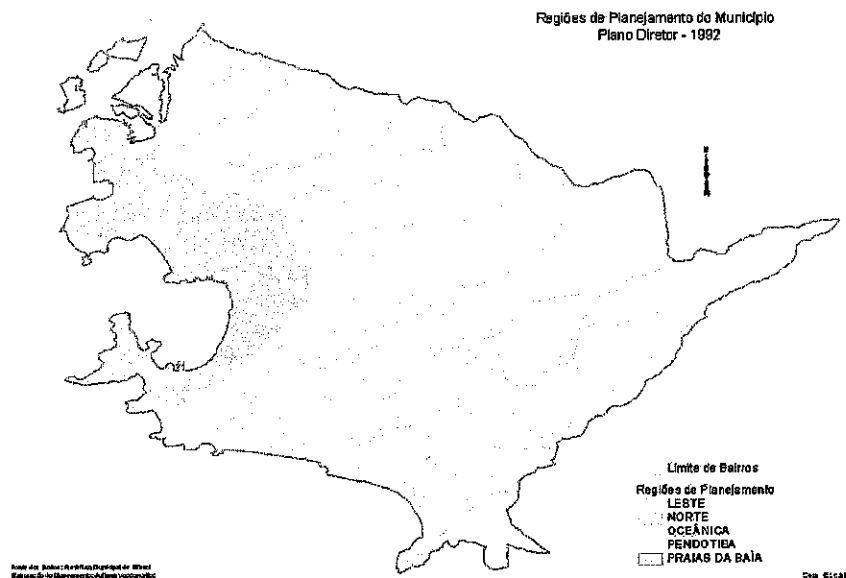 Regiões de Planejamento do Município
Plano Diretor - 1992
Limite de Bairros
Regiões de Planejamento
LESTE
NORTE
OCEÂNICA
PENDOTIBA
PRAIAS DA BAÌA